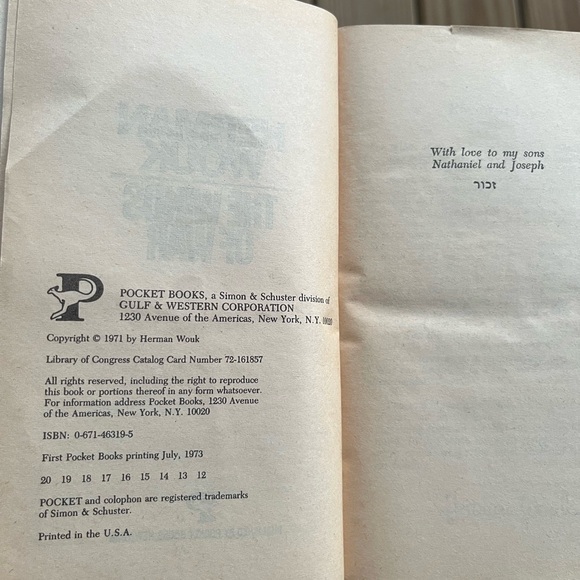 POCKET BOOKS, a Simon & Schuster division of
GULF & WESTERN CORPORATION
1230 Avenue of the Americas, New York, N.Y. 10020
Copyright © 1971 by Herman Wouk
Library of Congress Catalog Card Number 72-161857
All rights reserved, including the right to reproduce
this book or portions thereof in any form whatsoever.
For information address Pocket Books, 1230 Avenue
of the Americas, New York, N.Y. 10020
ISBN: 0-671-46319-5
First Pocket Books printing July, 1973
20 19 18 17 16 15 14 13 12
POCKET and colophon are registered trademarks
of Simon & Schuster.
Printed in the U.S.A.
With love to my sons
Nathaniel and Joseph
זכור